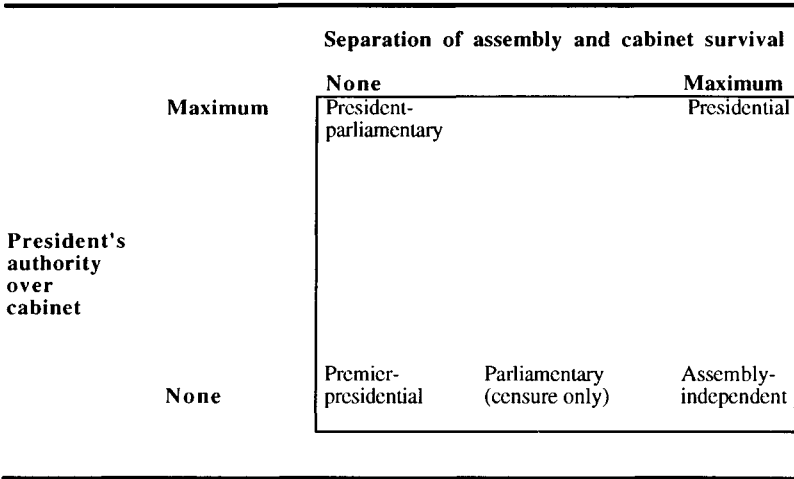 Separation of assembly and cabinet survival
None Maximum
Maximum President- Presidential
parliamentary
President's
authority
over
cabinet
Premier- Parliamentary Assembly-
None presidential (censure only) independent